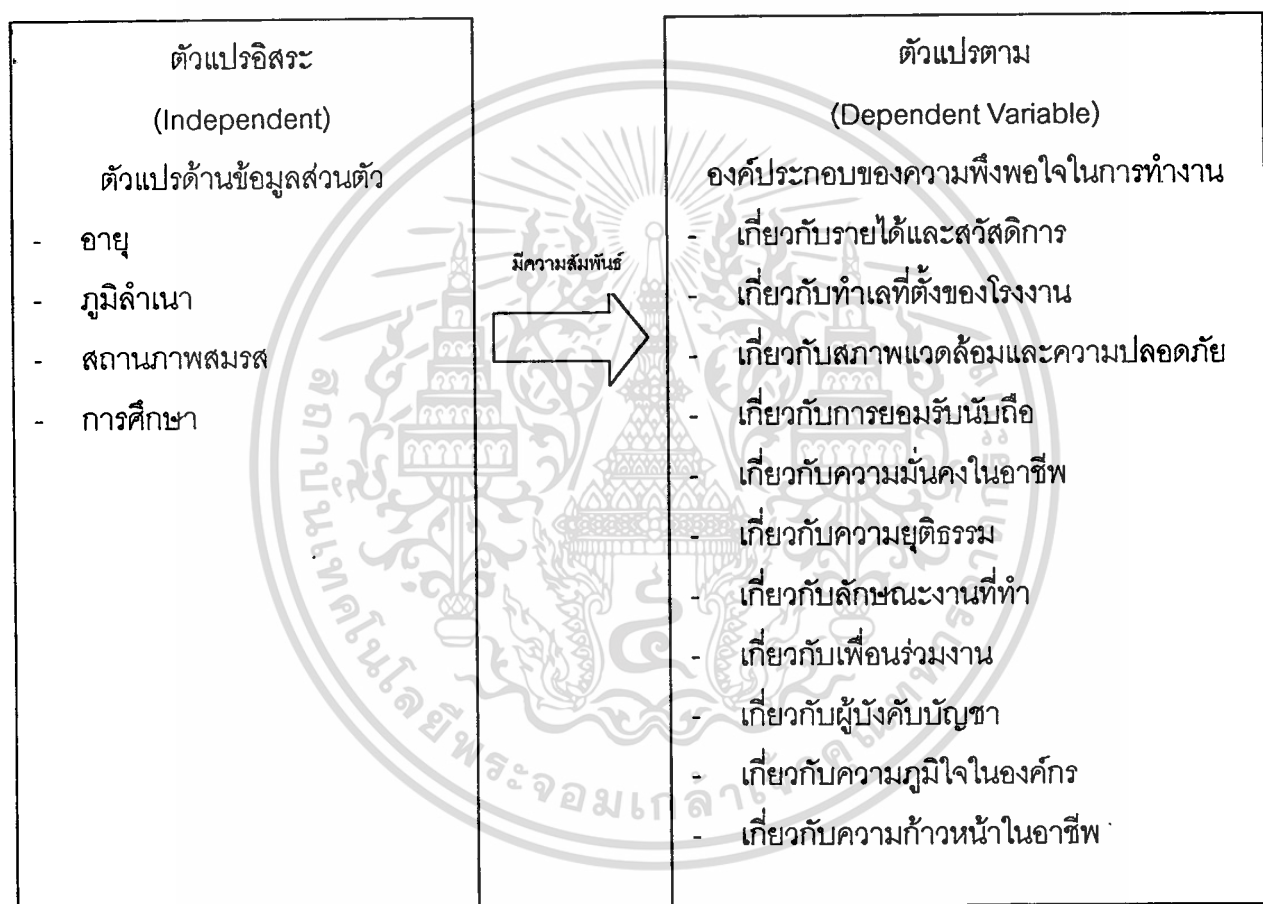 ตัวแปรอิสระ
(Independent)
ตัวแปรด้านข้อมูลส่วนตัว
- อายุ
- ภูมิลำเนา
- สถานภาพสมรส
- การศึกษา
มีความสัมพันธ์
ตัวแปรตาม
(Dependent Variable)
องค์ประกอบของความพึงพอใจในการทำงาน
- เกี่ยวกับรายได้และสวัสดิการ
- เกี่ยวกับทำเลที่ตั้งของโรงงาน
- เกี่ยวกับสภาพแวดล้อมและความปลอดภัย
- เกี่ยวกับการยอมรับนับถือ
- เกี่ยวกับความมั่นคงในอาชีพ
- เกี่ยวกับความยุติธรรม
- เกี่ยวกับลักษณะงานที่ทำ
- เกี่ยวกับเพื่อนร่วมงาน
- เกี่ยวกับผู้บังคับบัญชา
- เกี่ยวกับความภูมิใจในองค์กร
- เกี่ยวกับความก้าวหน้าในอาชีพ